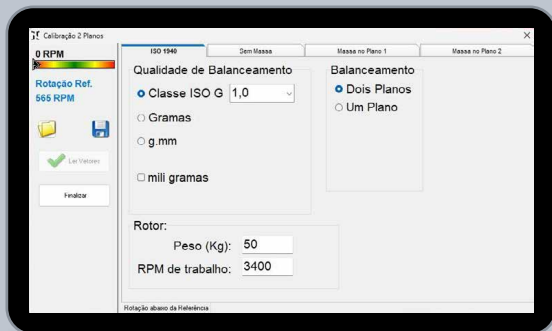 Calibração 2 Planos
0 RPM
Rotação Ref.
565 RPM
Ler Vetores
Finalizar
ISO 1940
Sem Massa
Massa no Plano 1
Massa no Plano 2
Qualidade de Balanceamento
Classe ISO G 1,0
Gramas
g.mm
mili gramas
Balanceamento
Dois Planos
Um Plano
Rotor:
Peso (Kg): 50
RPM de trabalho: 3400
Rotação abaixo da Referência